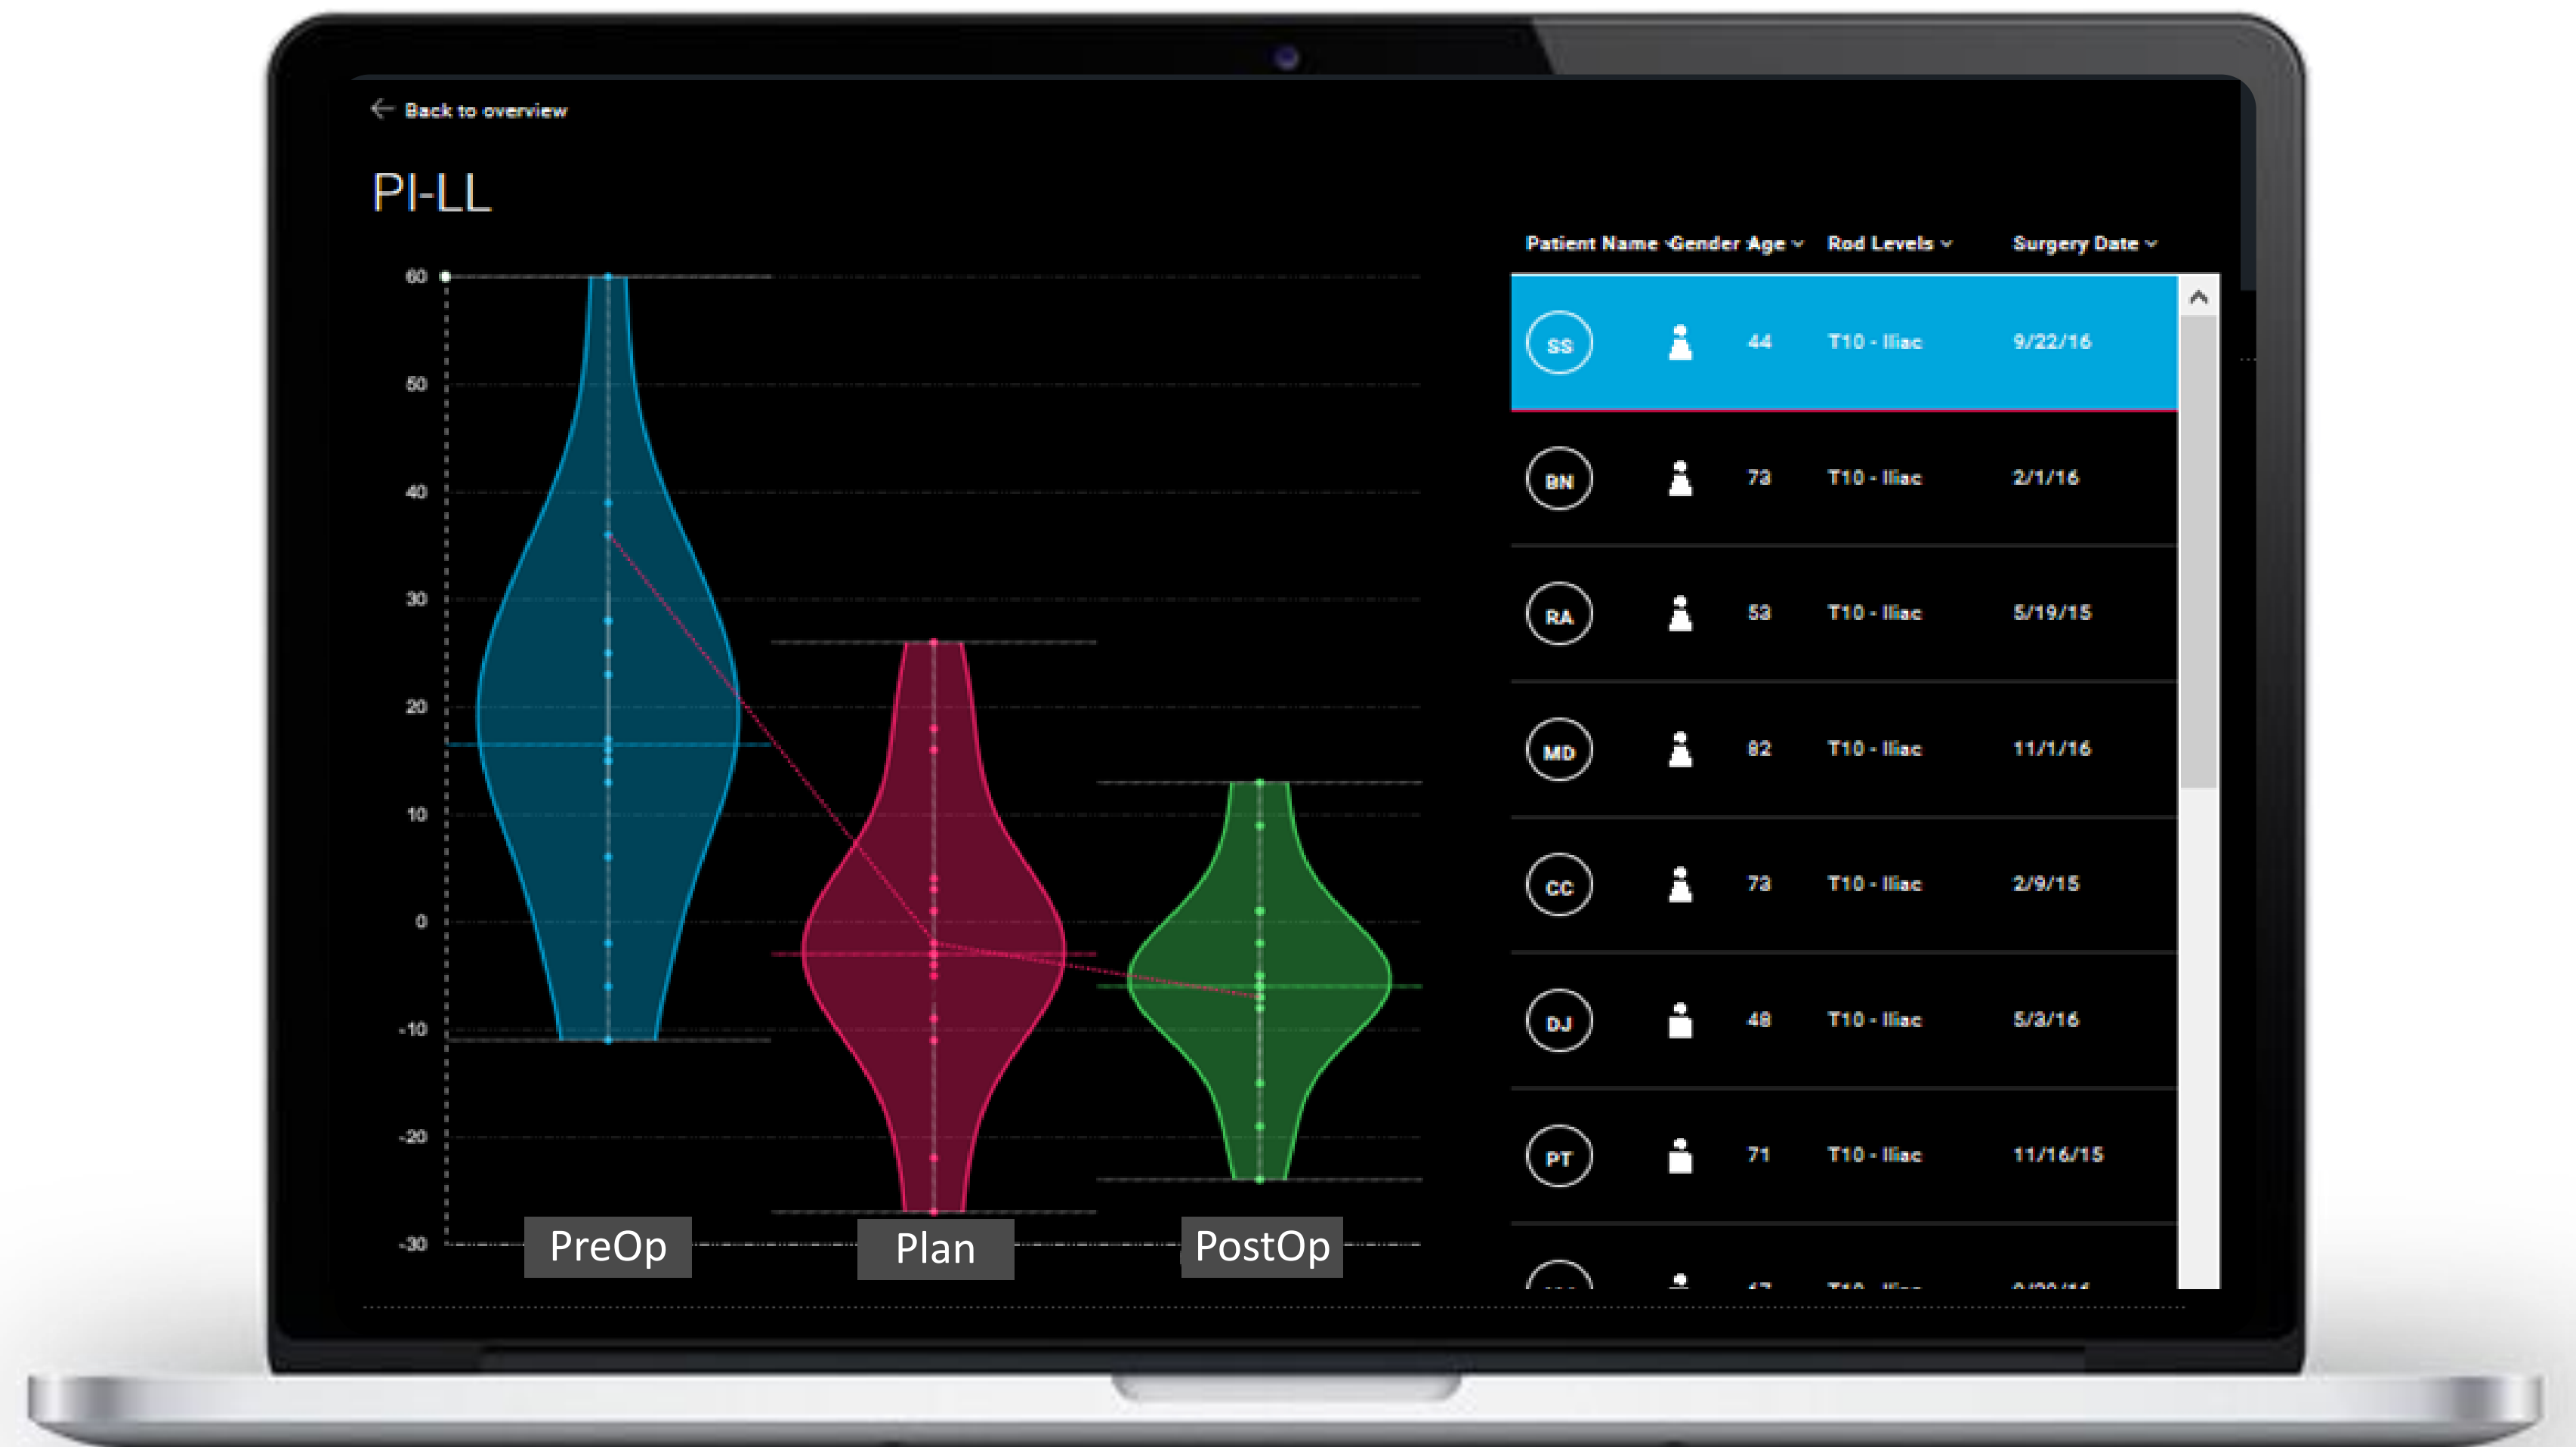 Back to overview
PI-LL
Patient Name Gender Age Rod Levels Surgery Date
60
50
40
30
20
10
0
-10
-20
-30
PreOp Plan PostOp
SS 44 T10 - Iliac 9/22/16
BN 73 T10 - Iliac 2/1/16
RA 53 T10 - Iliac 5/19/15
MD 82 T10 - Iliac 11/1/16
CC 73 T10 - Iliac 2/9/15
DJ 48 T10 - Iliac 5/3/16
PT 71 T10 - Iliac 11/16/15